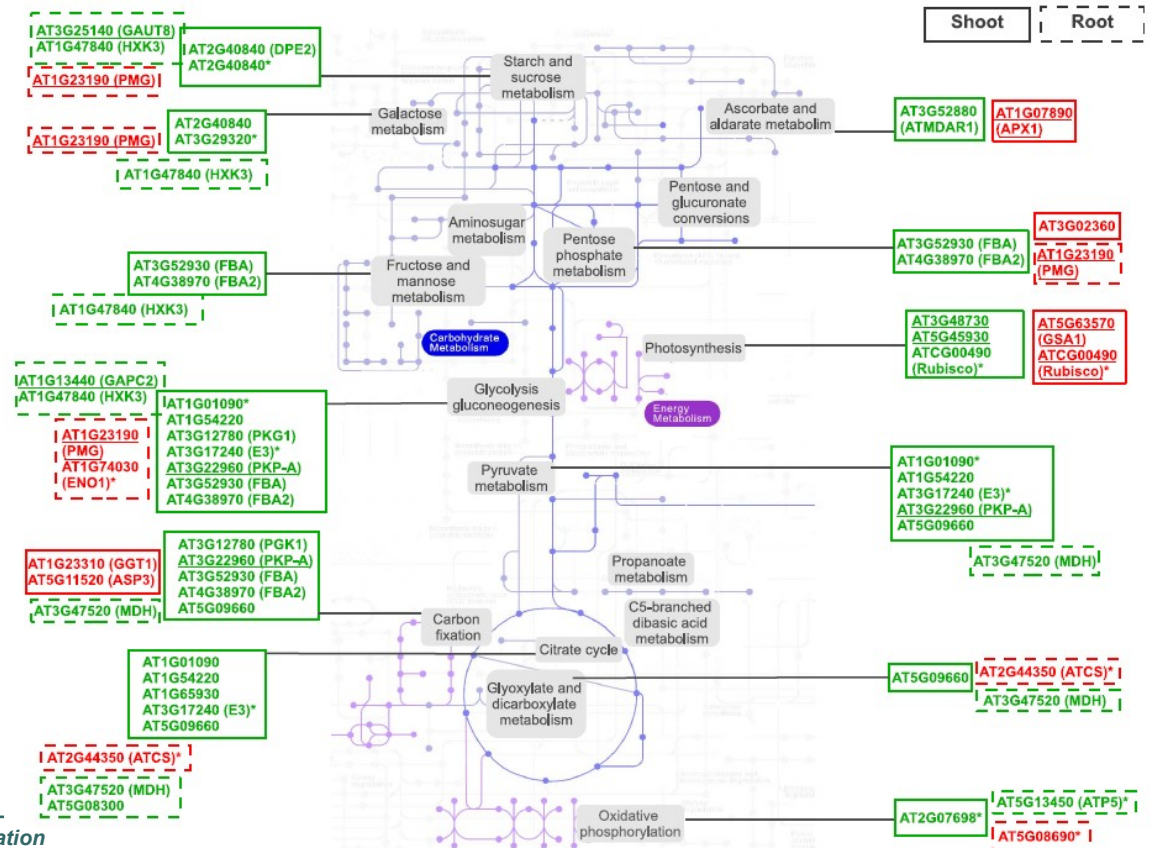 Shoot
Root
AT3G25140 (GAUT8)
AT1G47840 (HXK3)
AT2G40840 (DPE2)
AT2G40840*
AT1G23190 (PMG)
Starch and
sucrose
metabolism
Galactose
metabolism
AT2G40840
AT3G29320*
AT1G23190 (PMG)
AT1G47840 (HXK3)
Ascorbate and
aldarate metabolim
AT3G52880
(ATMDAR1)
AT1G07890
(APX1)
Pentose and
glucuronate
conversions
Aminosugar
metabolism
Pentose
phosphate
metabolism
AT3G52930 (FBA)
AT4G38970 (FBA2)
AT3G02360
AT1G23190
(PMG)
AT3G52930 (FBA)
AT4G38970 (FBA2)
AT1G47840 (HXK3)
Fructose and
mannose
metabolism
Carbohydrate
Metabolism
Photosynthesis
AT3G48730
AT5G45930
ATCG00490
(Rubisco)*
AT5G63570
(GSA1)
ATCG00490
(Rubisco)*
Energy
Metabolism
AT1G13440 (GAPC2)
AT1G47840 (HXK3)
AT1G23190
(PMG)
AT1G74030
(ENO1)*
AT1G01090*
AT1G54220
AT3G12780 (PKG1)
AT3G17240 (E3)*
AT3G22960 (PKP-A)
AT3G52930 (FBA)
AT4G38970 (FBA2)
Glycolysis
gluconeogenesis
Pyruvate
metabolism
AT1G01090*
AT1G54220
AT3G17240 (E3)*
AT3G22960 (PKP-A)
AT5G09660
AT3G47520 (MDH)
AT1G23310 (GGT1)
AT5G11520 (ASP3)
AT3G47520 (MDH)
AT3G12780 (PGK1)
AT3G22960 (PKP-A)
AT3G52930 (FBA)
AT4G38970 (FBA2)
AT5G09660
Propanoate
metabolism
C5-branched
dibasic acid
metabolism
Carbon
fixation
Citrate cycle
AT1G01090
AT1G54220
AT1G65930
AT3G17240 (E3)*
AT5G09660
AT2G44350 (ATCS)*
AT3G47520 (MDH)
AT5G08300
Glyoxylate and
dicarboxylate
metabolism
AT5G09660
AT2G44350 (ATCS)*
AT3G47520 (MDH)
Oxidative
phosphorylation
AT2G07698*
AT5G13450 (ATP5)*
AT5G08690*
ation